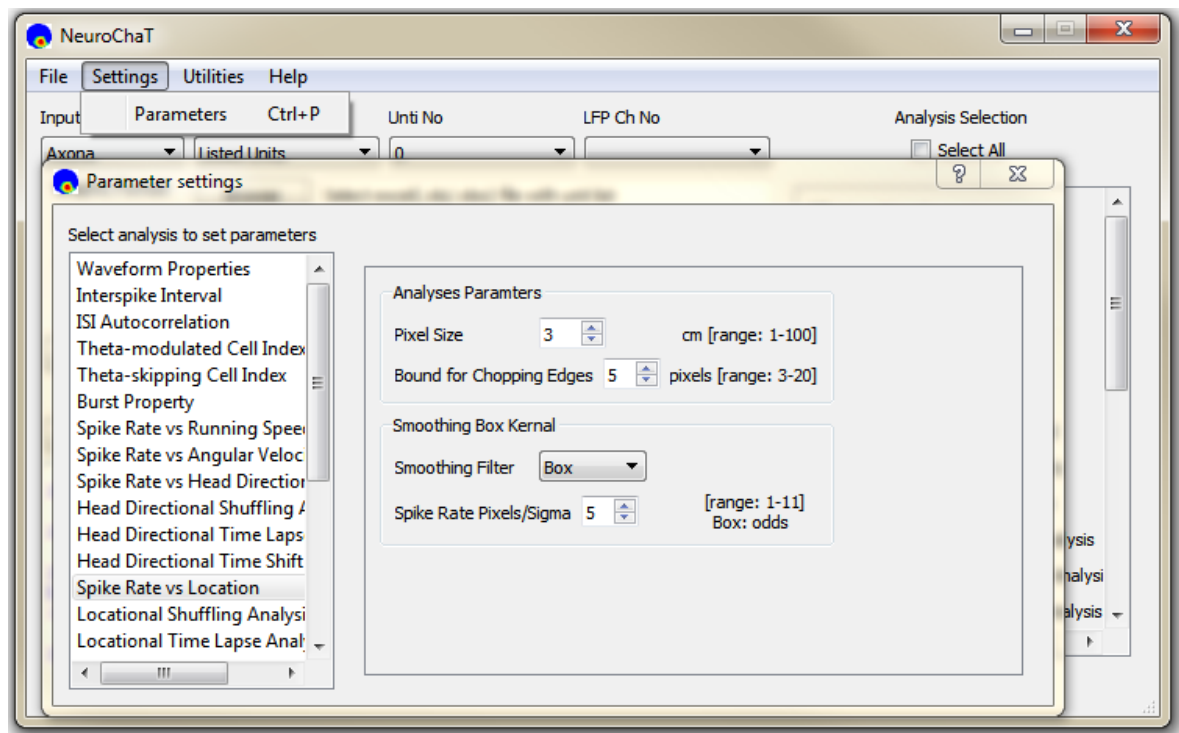 NeuroChaT
File Settings Utilities Help
Parameters Ctrl+P
Input Unti No LFP Ch No Analysis Selection
Axona Listed Units 0 Select All
Parameter settings
Select analysis to set parameters
Waveform Properties
Interspike Interval
ISI Autocorrelation
Theta-modulated Cell Index
Theta-skipping Cell Index
Burst Property
Spike Rate vs Running Spee
Spike Rate vs Angular Veloc
Spike Rate vs Head Direction
Head Directional Shuffling A
Head Directional Time Laps
Head Directional Time Shift
Spike Rate vs Location
Locational Shuffling Analysi
Locational Time Lapse Anal
Analyses Paramters
Pixel Size 3 cm [range: 1-100]
Bound for Chopping Edges 5 pixels [range: 3-20]
Smoothing Box Kernal
Smoothing Filter Box
Spike Rate Pixels/Sigma 5 [range: 1-11]
Box: odds
ysis
nalysi
alysis